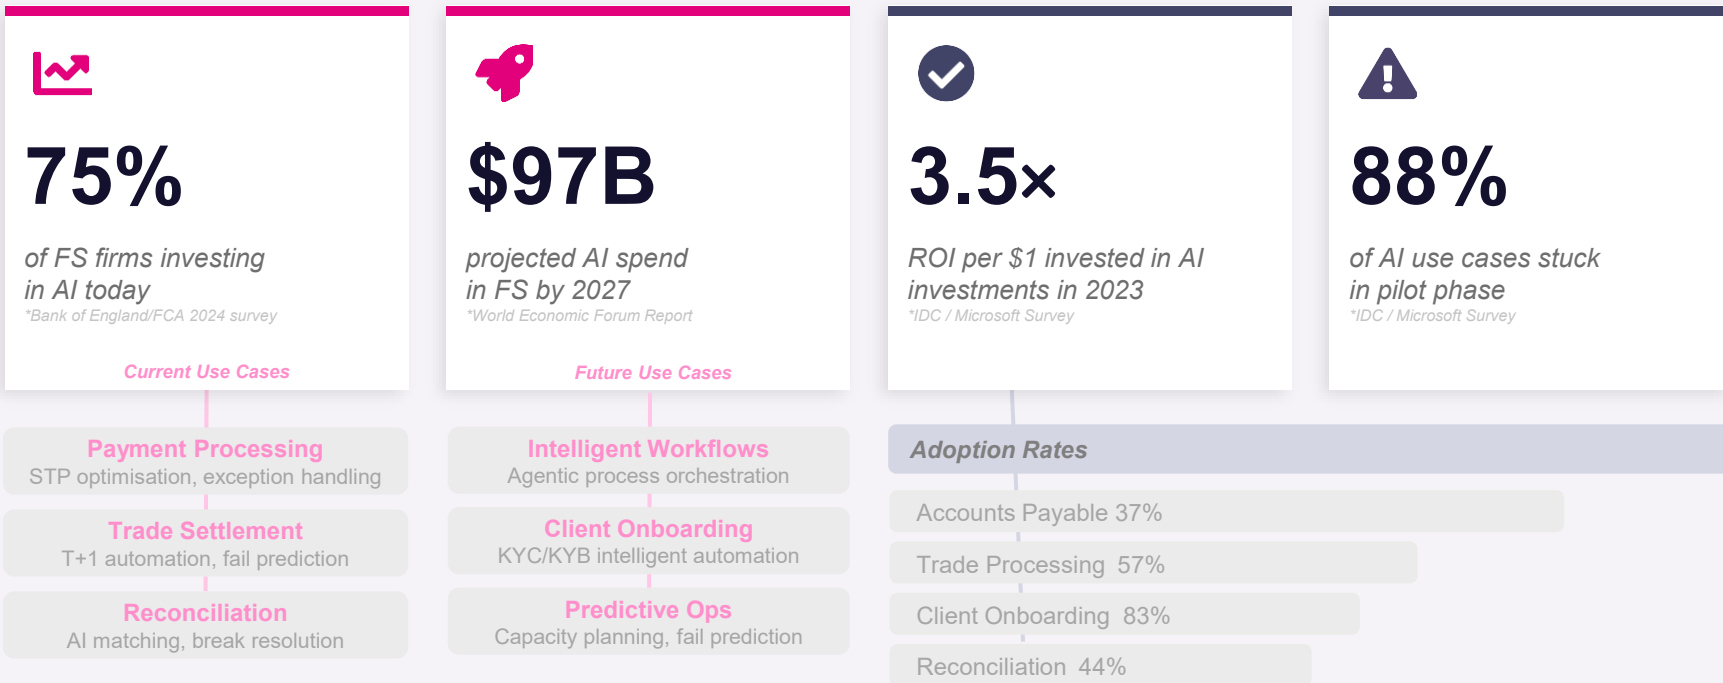 75%
of FS firms investing
in AI today
*Bank of England/FCA 2024 survey
Current Use Cases
Payment Processing
STP optimisation, exception handling
Trade Settlement
T+1 automation, fail prediction
Reconciliation
AI matching, break resolution
$97B
projected AI spend
in FS by 2027
*World Economic Forum Report
Future Use Cases
Intelligent Workflows
Agentic process orchestration
Client Onboarding
KYC/KYB intelligent automation
Predictive Ops
Capacity planning, fail prediction
3.5×
ROI per $1 invested in AI
investments in 2023
*IDC / Microsoft Survey
88%
of AI use cases stuck
in pilot phase
*IDC / Microsoft Survey
Adoption Rates
Accounts Payable 37%
Trade Processing 57%
Client Onboarding 83%
Reconciliation 44%